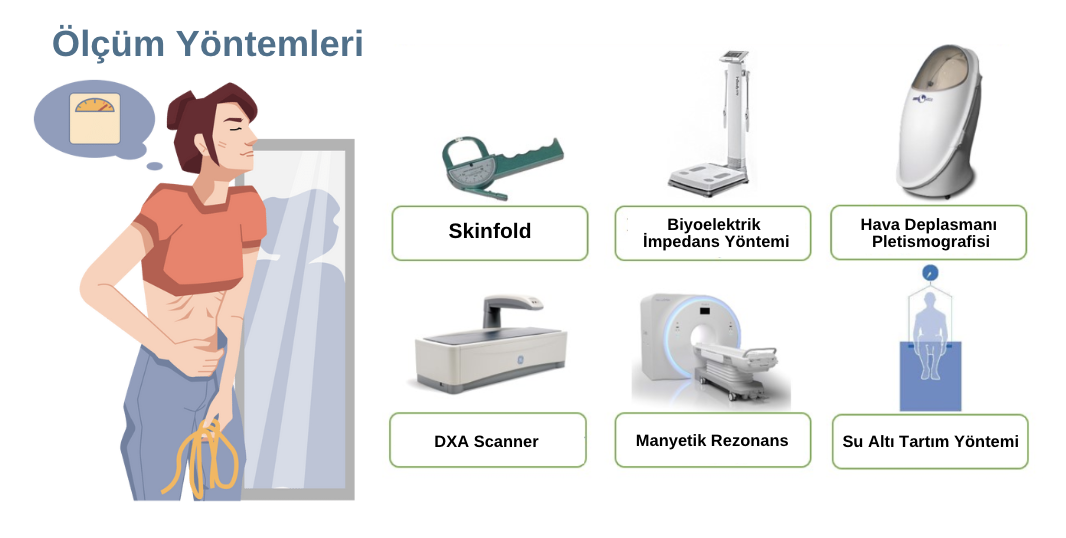 Ölçüm Yöntemleri
Skinfold
Biyoelektrik
İmpedans Yöntemi
Hava Deplasmanı
Pletismografisi
DXA Scanner
Manyetik Rezonans
Su Altı Tartım Yöntemi